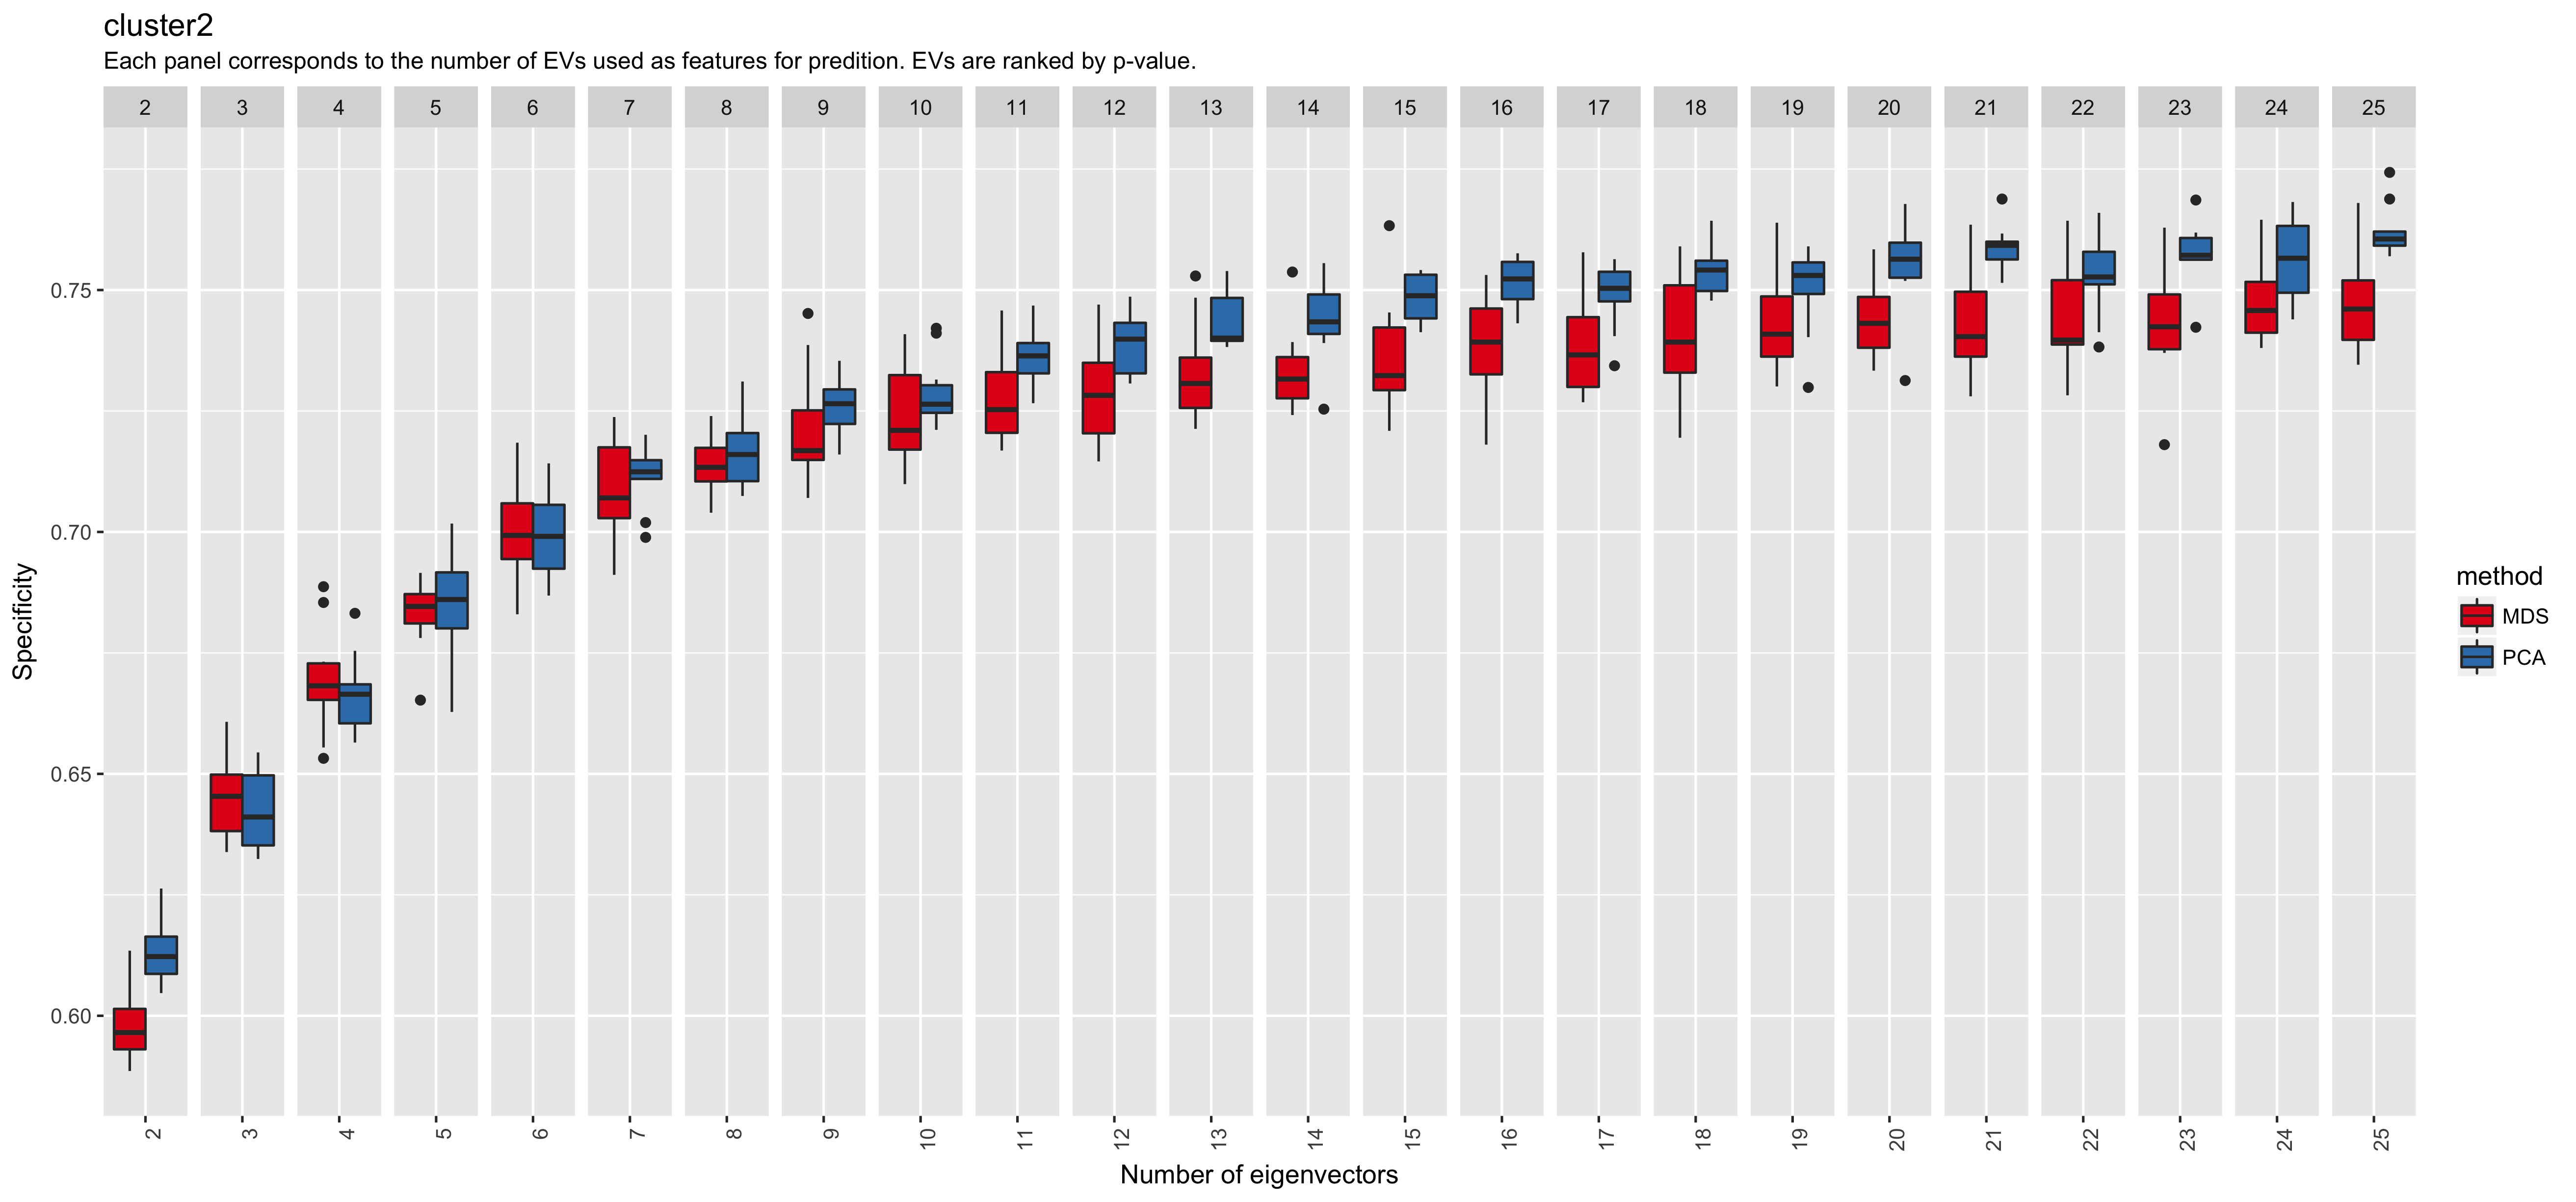 cluster2
Each panel corresponds to the number of EVs used as features for predition. EVs are ranked by p-value.
2 3 4 5 6 7 8 9 10 11 12 13 14 15 16 17 18 19 20 21 22 23 24 25
0.75
0.70
0.65
0.60
Specificity
method
MDS
PCA
2 3 4 5 6 7 8 9 10 11 12 13 14 15 16 17 18 19 20 21 22 23 24 25
Number of eigenvectors